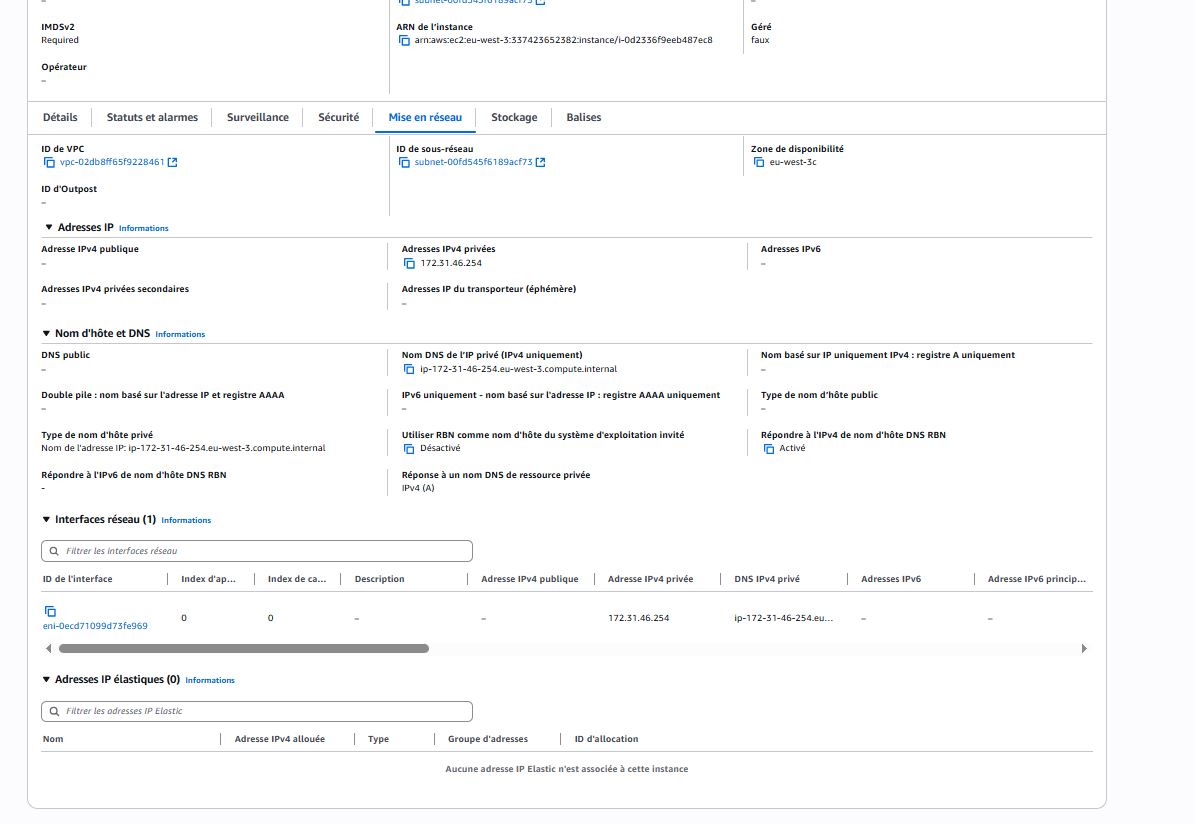 subnet-00fd545f6189acf73
–
IMDSv2
Required
ARN de l'instance
arn:aws:ec2:eu-west-3:337423652382:instance/i-0d2336f9eeb487ec8
Géré
faux
Opérateur
–
Détails Statuts et alarmes Surveillance Sécurité Mise en réseau Stockage Balises
ID de VPC
vpc-02db8ff65f9228461
ID de sous-réseau
subnet-00fd545f6189acf73
Zone de disponibilité
eu-west-3c
ID d'Outpost
–
Adresses IP Informations
Adresse IPv4 publique
–
Adresses IPv4 privées
172.31.46.254
Adresses IPv6
–
Adresses IPv4 privées secondaires
–
Adresses IP du transporteur (éphémère)
–
Nom d'hôte et DNS Informations
DNS public
–
Nom DNS de l'IP privé (IPv4 uniquement)
ip-172-31-46-254.eu-west-3.compute.internal
Nom basé sur IP uniquement IPv4 : registre A uniquement
–
Double pile : nom basé sur l'adresse IP et registre AAAA
–
IPv6 uniquement - nom basé sur l'adresse IP : registre AAAA uniquement
–
Type de nom d'hôte public
–
Type de nom d'hôte privé
Nom de l'adresse IP: ip-172-31-46-254.eu-west-3.compute.internal
Utiliser RBN comme nom d'hôte du système d'exploitation invité
Désactivé
Répondre à l'IPv4 de nom d'hôte DNS RBN
Activé
Répondre à l'IPv6 de nom d'hôte DNS RBN
-
Réponse à un nom DNS de ressource privée
IPv4 (A)
Interfaces réseau (1) Informations
Filtrer les interfaces réseau
ID de l'interface Index d'ap... Index de ca... Description Adresse IPv4 publique Adresse IPv4 privée DNS IPv4 privé Adresses IPv6 Adresse IPv6 princip...
eni-0ecd71099d73fe969 0 0 – – 172.31.46.254 ip-172-31-46-254.eu... – –
Adresses IP élastiques (0) Informations
Filtrer les adresses IP Elastic
Nom Adresse IPv4 allouée Type Groupe d'adresses ID d'allocation
Aucune adresse IP Elastic n'est associée à cette instance